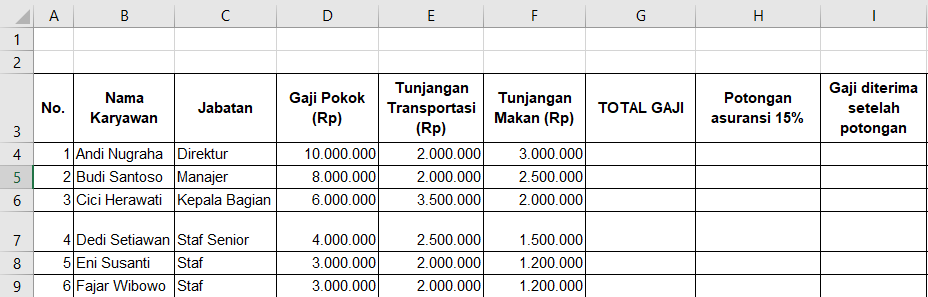 A B C D E F G H I
1
2
3 No. Nama Karyawan Jabatan Gaji Pokok (Rp) Tunjangan Transportasi (Rp) Tunjangan Makan (Rp) TOTAL GAJI Potongan asuransi 15% Gaji diterima setelah potongan
4 1 Andi Nugraha Direktur 10.000.000 2.000.000 3.000.000
5 2 Budi Santoso Manajer 8.000.000 2.000.000 2.500.000
6 3 Cici Herawati Kepala Bagian 6.000.000 3.500.000 2.000.000
7 4 Dedi Setiawan Staf Senior 4.000.000 2.500.000 1.500.000
8 5 Eni Susanti Staf 3.000.000 2.000.000 1.200.000
9 6 Fajar Wibowo Staf 3.000.000 2.000.000 1.200.000